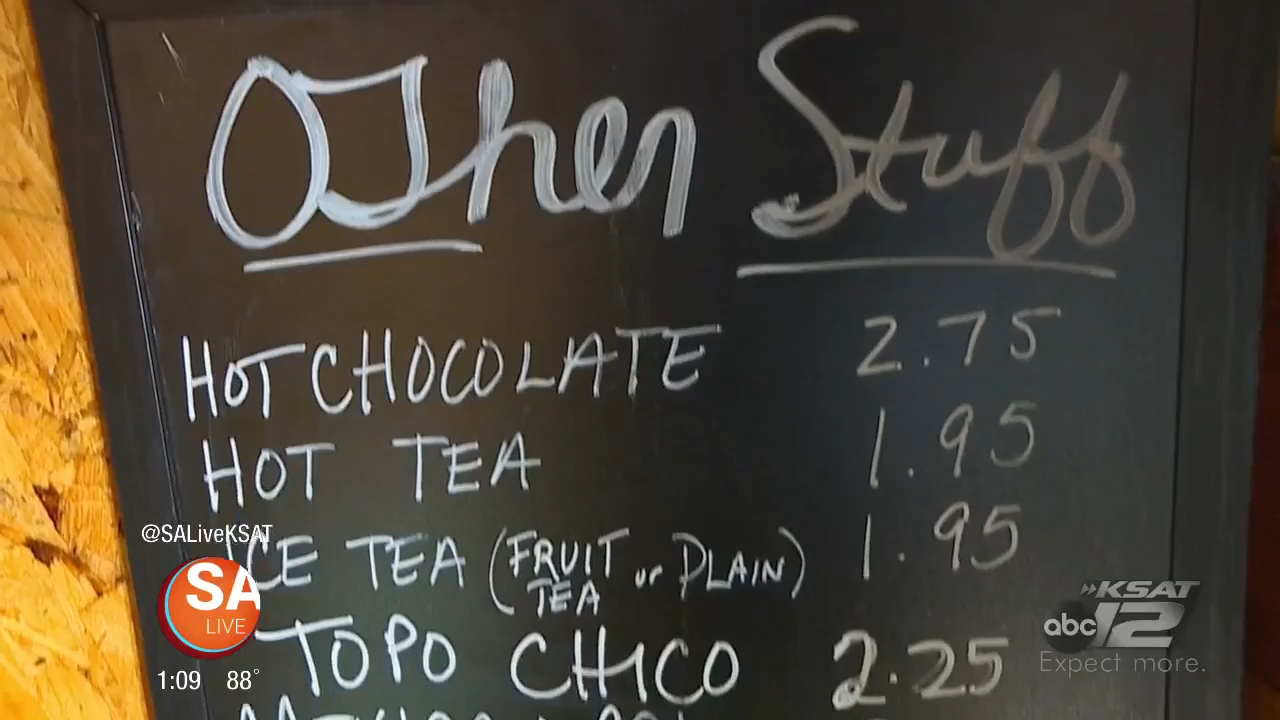 Other Stuff
HOT CHOCOLATE 2.75
HOT TEA 1.95
ICE TEA (FRUIT TEA or PLAIN) 1.95
TOPO CHICO 2.25
@SALiveKSAT
SA
LIVE
1:09 88°
KSAT
abc 12
Expect more.